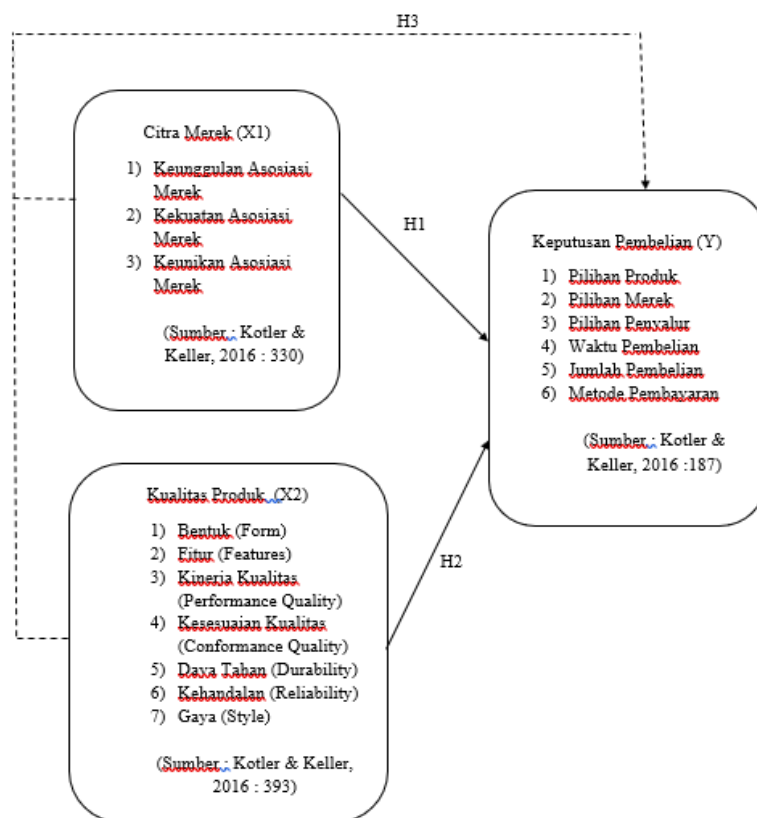 H3
Citra Merek (X1)
1) Keunggulan Asosiasi
Merek
2) Kekuatan Asosiasi
Merek
3) Keunikan Asosiasi
Merek
(Sumber : Kotler &
Keller, 2016 : 330)
H1
Keputusan Pembelian (Y)
1) Pilihan Produk
2) Pilihan Merek
3) Pilihan Penyalur
4) Waktu Pembelian
5) Jumlah Pembelian
6) Metode Pembayaran
(Sumber : Kotler &
Keller, 2016 :187)
Kualitas Produk (X2)
1) Bentuk (Form)
2) Fitur (Features)
3) Kinerja Kualitas
(Performance Quality)
4) Kesesuaian Kualitas
(Conformance Quality)
5) Daya Tahan (Durability)
6) Kehandalan (Reliability)
7) Gaya (Style)
(Sumber : Kotler & Keller,
2016 : 393)
H2